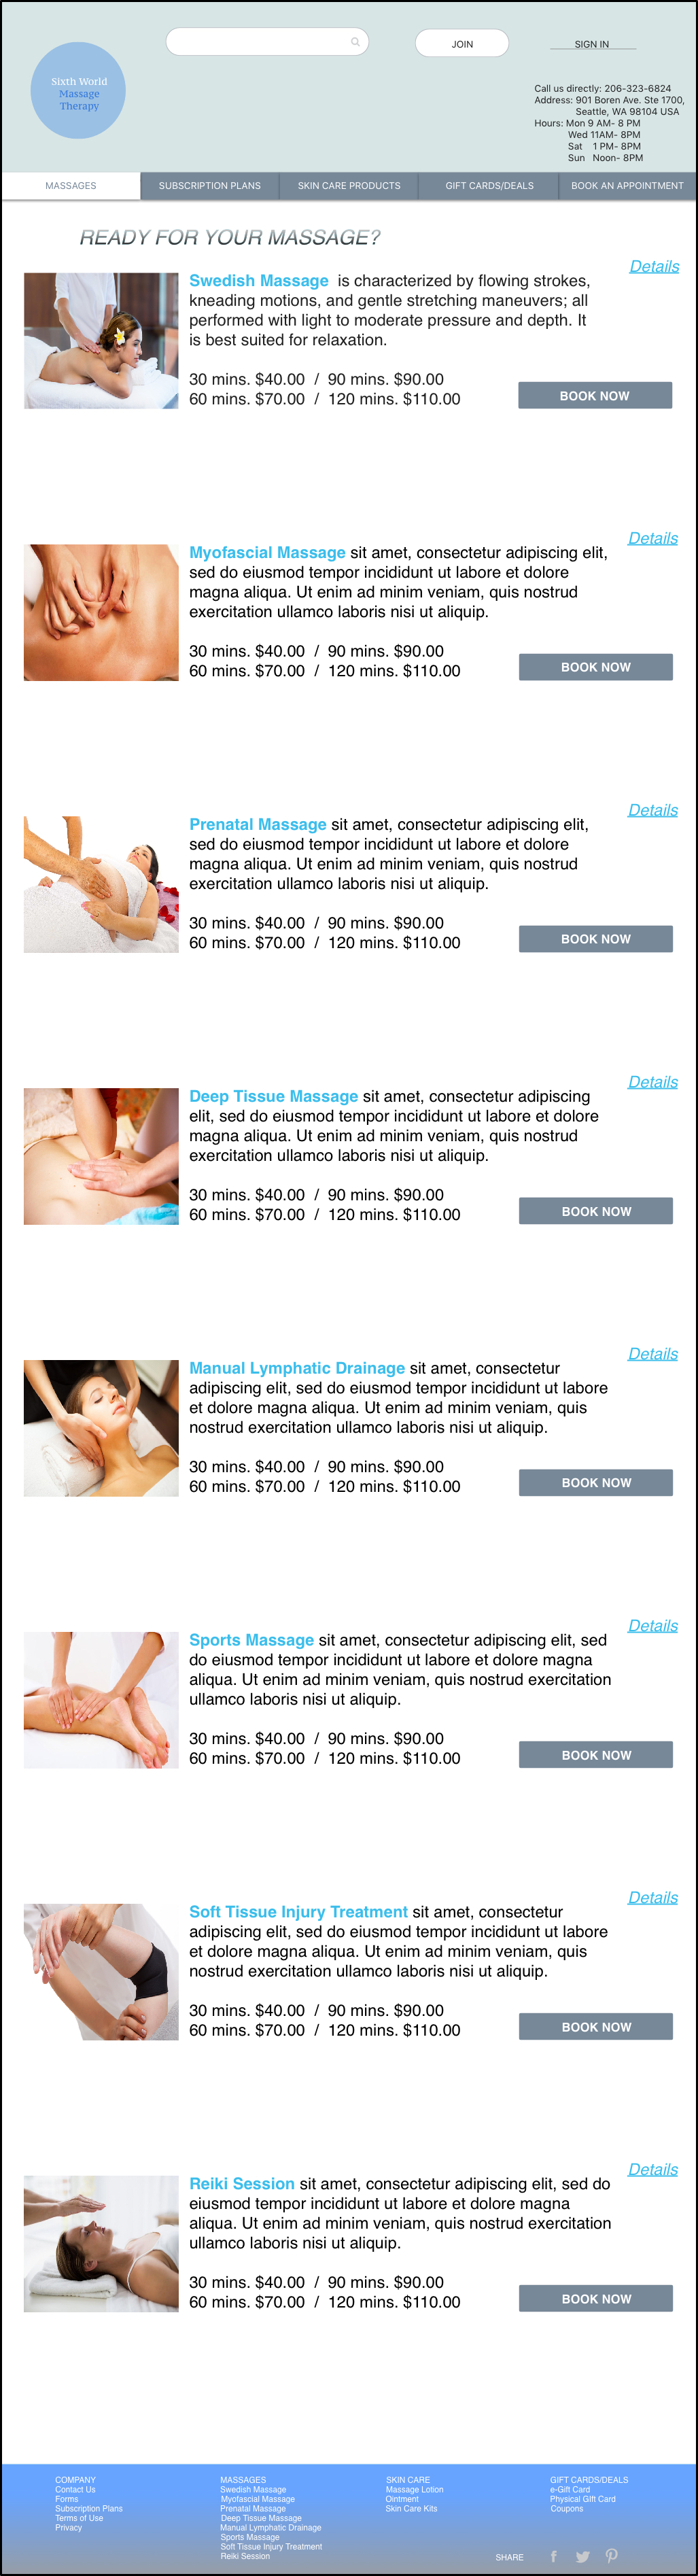 Sixth World
Massage
Therapy
JOIN
SIGN IN
Call us directly: 206-323-6824
Address: 901 Boren Ave. Ste 1700,
Seattle, WA 98104 USA
Hours: Mon 9 AM- 8 PM
Wed 11AM- 8PM
Sat 1 PM- 8PM
Sun Noon- 8PM
MASSAGES
SUBSCRIPTION PLANS
SKIN CARE PRODUCTS
GIFT CARDS/DEALS
BOOK AN APPOINTMENT
READY FOR YOUR MASSAGE?
Details
Swedish Massage is characterized by flowing strokes,
kneading motions, and gentle stretching maneuvers; all
performed with light to moderate pressure and depth. It
is best suited for relaxation.
30 mins. $40.00 / 90 mins. $90.00
60 mins. $70.00 / 120 mins. $110.00
BOOK NOW
Details
Myofascial Massage sit amet, consectetur adipiscing elit,
sed do eiusmod tempor incididunt ut labore et dolore
magna aliqua. Ut enim ad minim veniam, quis nostrud
exercitation ullamco laboris nisi ut aliquip.
30 mins. $40.00 / 90 mins. $90.00
60 mins. $70.00 / 120 mins. $110.00
BOOK NOW
Details
Prenatal Massage sit amet, consectetur adipiscing elit,
sed do eiusmod tempor incididunt ut labore et dolore
magna aliqua. Ut enim ad minim veniam, quis nostrud
exercitation ullamco laboris nisi ut aliquip.
30 mins. $40.00 / 90 mins. $90.00
60 mins. $70.00 / 120 mins. $110.00
BOOK NOW
Details
Deep Tissue Massage sit amet, consectetur adipiscing
elit, sed do eiusmod tempor incididunt ut labore et dolore
magna aliqua. Ut enim ad minim veniam, quis nostrud
exercitation ullamco laboris nisi ut aliquip.
30 mins. $40.00 / 90 mins. $90.00
60 mins. $70.00 / 120 mins. $110.00
BOOK NOW
Details
Manual Lymphatic Drainage sit amet, consectetur
adipiscing elit, sed do eiusmod tempor incididunt ut labore
et dolore magna aliqua. Ut enim ad minim veniam, quis
nostrud exercitation ullamco laboris nisi ut aliquip.
30 mins. $40.00 / 90 mins. $90.00
60 mins. $70.00 / 120 mins. $110.00
BOOK NOW
Details
Sports Massage sit amet, consectetur adipiscing elit, sed
do eiusmod tempor incididunt ut labore et dolore magna
aliqua. Ut enim ad minim veniam, quis nostrud exercitation
ullamco laboris nisi ut aliquip.
30 mins. $40.00 / 90 mins. $90.00
60 mins. $70.00 / 120 mins. $110.00
BOOK NOW
Details
Soft Tissue Injury Treatment sit amet, consectetur
adipiscing elit, sed do eiusmod tempor incididunt ut labore
et dolore magna aliqua. Ut enim ad minim veniam, quis
nostrud exercitation ullamco laboris nisi ut aliquip.
30 mins. $40.00 / 90 mins. $90.00
60 mins. $70.00 / 120 mins. $110.00
BOOK NOW
Details
Reiki Session sit amet, consectetur adipiscing elit, sed do
eiusmod tempor incididunt ut labore et dolore magna
aliqua. Ut enim ad minim veniam, quis nostrud exercitation
ullamco laboris nisi ut aliquip.
30 mins. $40.00 / 90 mins. $90.00
60 mins. $70.00 / 120 mins. $110.00
BOOK NOW
COMPANY
Contact Us
Forms
Subscription Plans
Terms of Use
Privacy
MASSAGES
Swedish Massage
Myofascial Massage
Prenatal Massage
Deep Tissue Massage
Manual Lymphatic Drainage
Sports Massage
Soft Tissue Injury Treatment
Reiki Session
SKIN CARE
Massage Lotion
Ointment
Skin Care Kits
GIFT CARDS/DEALS
e-Gift Card
Physical Gift Card
Coupons
SHARE